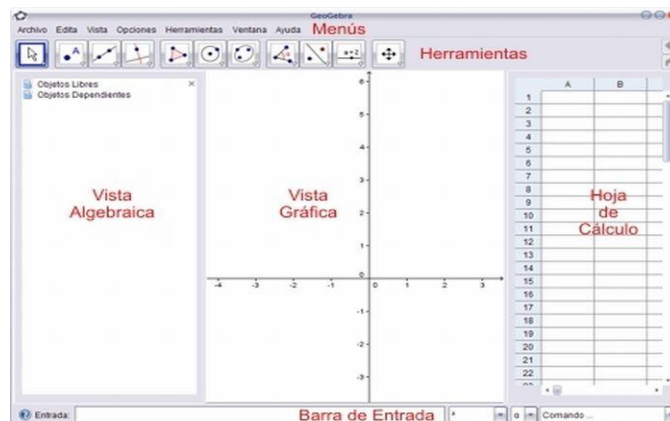 GeoGebra
Archivo Edita Vista Opciones Herramientas Ventana Ayuda Menús
A
a=2
Herramientas
Objetos Libres
Objetos Dependientes
Vista
Algebraica
Vista
Gráfica
6
5
4
3
2
1
0
-4 -3 -2 -1 0 1 2 3
-1
-2
-3
A B
1
2
3
4
5
6
7
8
9
10
11
12
13
14
15
16
17
18
19
20
21
22
Hoja
de
Cálculo
Entrada: Barra de Entrada ² α Comando ...